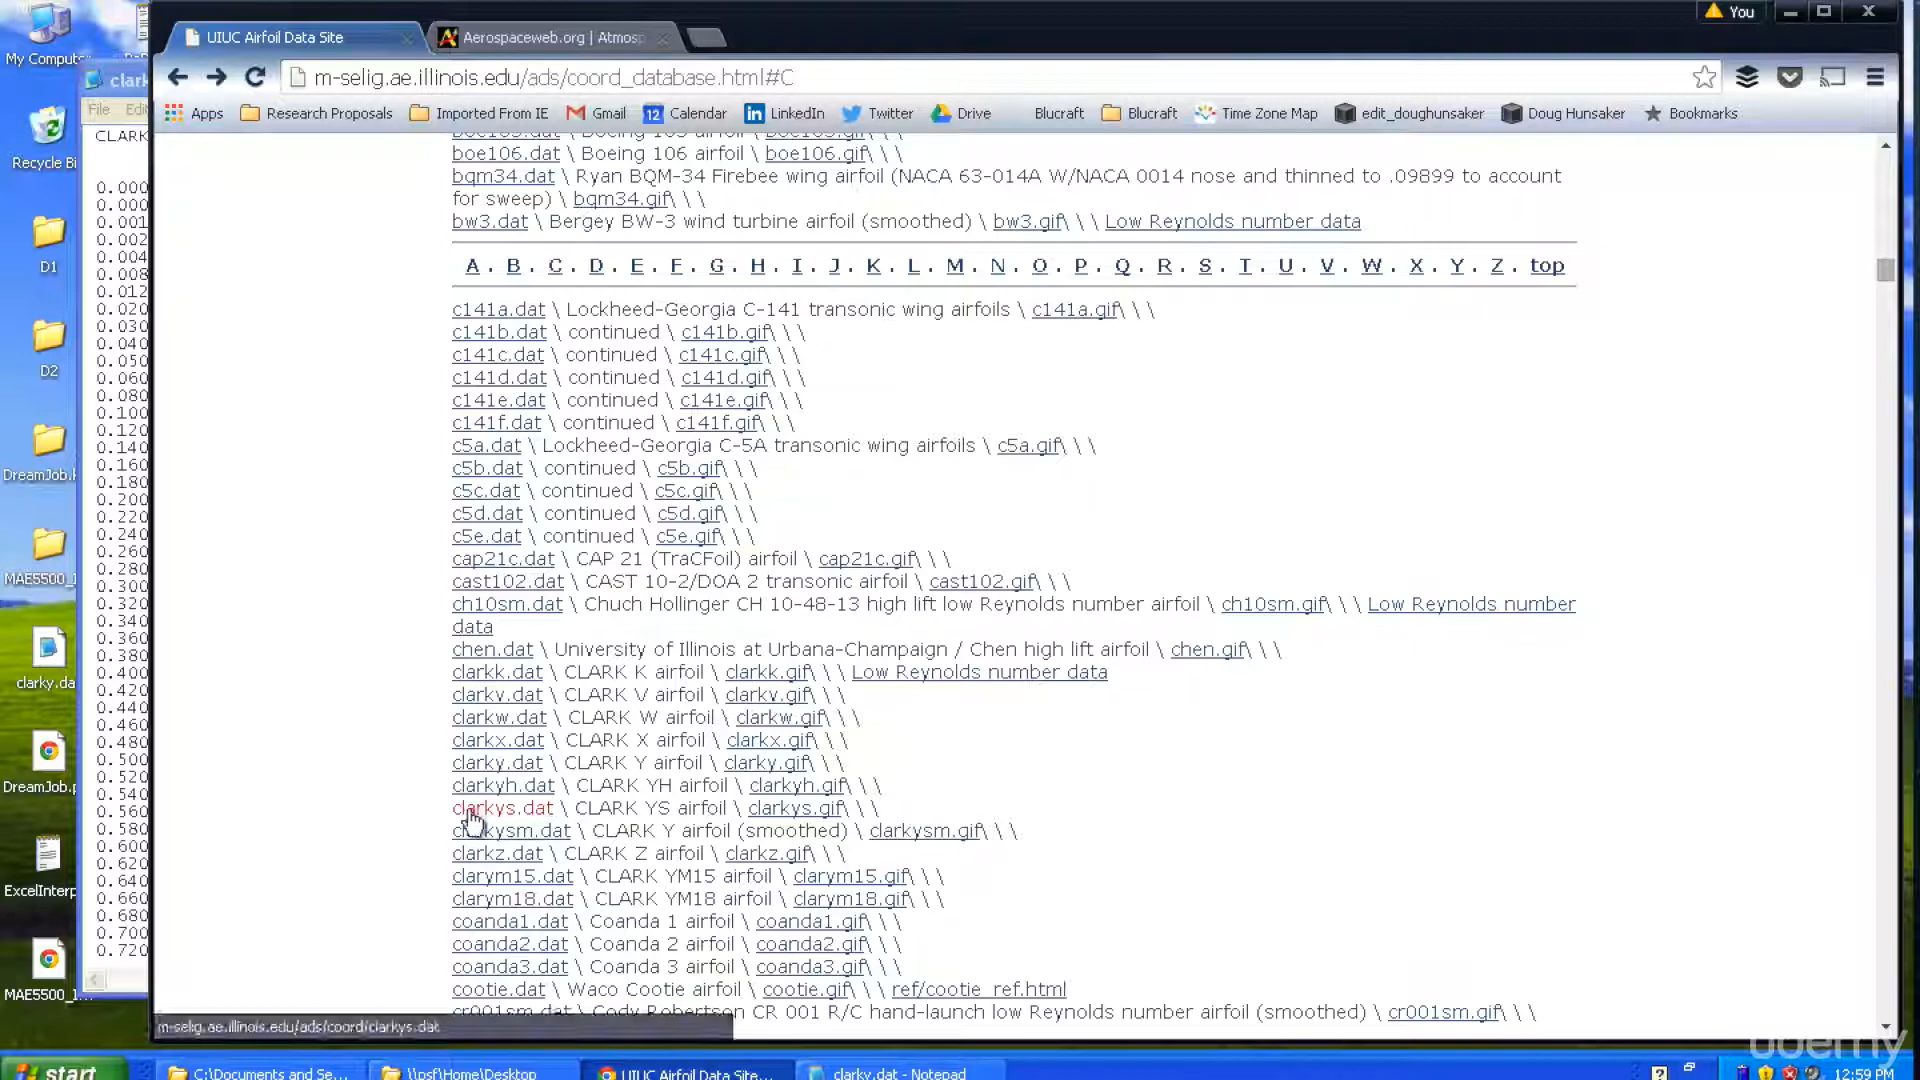 You
UIUC Airfoil Data Site
Aerospaceweb.org | Atmosp
m-selig.ae.illinois.edu/ads/coord_database.html#C
Apps Research Proposals Imported From IE Gmail 12 Calendar LinkedIn Twitter Drive Blucraft Blucraft Time Zone Map edit_doughunsaker Doug Hunsaker Bookmarks
boe106.dat \ Boeing 106 airfoil \ boe106.gif\ \ \
bqm34.dat \ Ryan BQM-34 Firebee wing airfoil (NACA 63-014A W/NACA 0014 nose and thinned to .09899 to account
for sweep) \ bqm34.gif\ \ \
bw3.dat \ Bergey BW-3 wind turbine airfoil (smoothed) \ bw3.gif\ \ \ Low Reynolds number data
A . B . C . D . E . F . G . H . I . J . K . L . M . N . O . P . Q . R . S . T . U . V . W . X . Y . Z . top
c141a.dat \ Lockheed-Georgia C-141 transonic wing airfoils \ c141a.gif\ \ \
c141b.dat \ continued \ c141b.gif\ \ \
c141c.dat \ continued \ c141c.gif\ \ \
c141d.dat \ continued \ c141d.gif\ \ \
c141e.dat \ continued \ c141e.gif\ \ \
c141f.dat \ continued \ c141f.gif\ \ \
c5a.dat \ Lockheed-Georgia C-5A transonic wing airfoils \ c5a.gif\ \ \
c5b.dat \ continued \ c5b.gif\ \ \
c5c.dat \ continued \ c5c.gif\ \ \
c5d.dat \ continued \ c5d.gif\ \ \
c5e.dat \ continued \ c5e.gif\ \ \
cap21c.dat \ CAP 21 (TraCFoil) airfoil \ cap21c.gif\ \ \
cast102.dat \ CAST 10-2/DOA 2 transonic airfoil \ cast102.gif\ \ \
ch10sm.dat \ Chuch Hollinger CH 10-48-13 high lift low Reynolds number airfoil \ ch10sm.gif\ \ \ Low Reynolds number
data
chen.dat \ University of Illinois at Urbana-Champaign / Chen high lift airfoil \ chen.gif\ \ \
clarkk.dat \ CLARK K airfoil \ clarkk.gif\ \ \ Low Reynolds number data
clarkv.dat \ CLARK V airfoil \ clarkv.gif\ \ \
clarkw.dat \ CLARK W airfoil \ clarkw.gif\ \ \
clarkx.dat \ CLARK X airfoil \ clarkx.gif\ \ \
clarky.dat \ CLARK Y airfoil \ clarky.gif\ \ \
clarkyh.dat \ CLARK YH airfoil \ clarkyh.gif\ \ \
clarkys.dat \ CLARK YS airfoil \ clarkys.gif\ \ \
clarkysm.dat \ CLARK Y airfoil (smoothed) \ clarkysm.gif\ \ \
clarkz.dat \ CLARK Z airfoil \ clarkz.gif\ \ \
clarym15.dat \ CLARK YM15 airfoil \ clarym15.gif\ \ \
clarym18.dat \ CLARK YM18 airfoil \ clarym18.gif\ \ \
coanda1.dat \ Coanda 1 airfoil \ coanda1.gif\ \ \
coanda2.dat \ Coanda 2 airfoil \ coanda2.gif\ \ \
coanda3.dat \ Coanda 3 airfoil \ coanda3.gif\ \ \
cootie.dat \ Waco Cootie airfoil \ cootie.gif\ \ \ ref/cootie_ref.html
cr001sm.dat \ Cody Robertson CR 001 R/C hand-launch low Reynolds number airfoil (smoothed) \ cr001sm.gif\ \ \
m-selig.ae.illinois.edu/ads/coord/clarkys.dat
My Compute
Recycle Bi
D1
D2
DreamJob.
MAE5500_
clarky.da
DreamJob.p
ExcelInterp
MAE5500_I...
clark
File Edi
CLARK
0.000
0.000
0.001
0.002
0.004
0.008
0.012
0.020
0.030
0.040
0.050
0.060
0.080
0.100
0.120
0.140
0.160
0.180
0.200
0.220
0.240
0.260
0.280
0.300
0.320
0.340
0.360
0.380
0.400
0.420
0.440
0.460
0.480
0.500
0.520
0.540
0.560
0.580
0.600
0.620
0.640
0.660
0.680
0.700
0.720
udemy
start C:\Documents and Se... \\psf\Home\Desktop UIUC Airfoil Data Site... clarky.dat - Notepad 12:59 PM